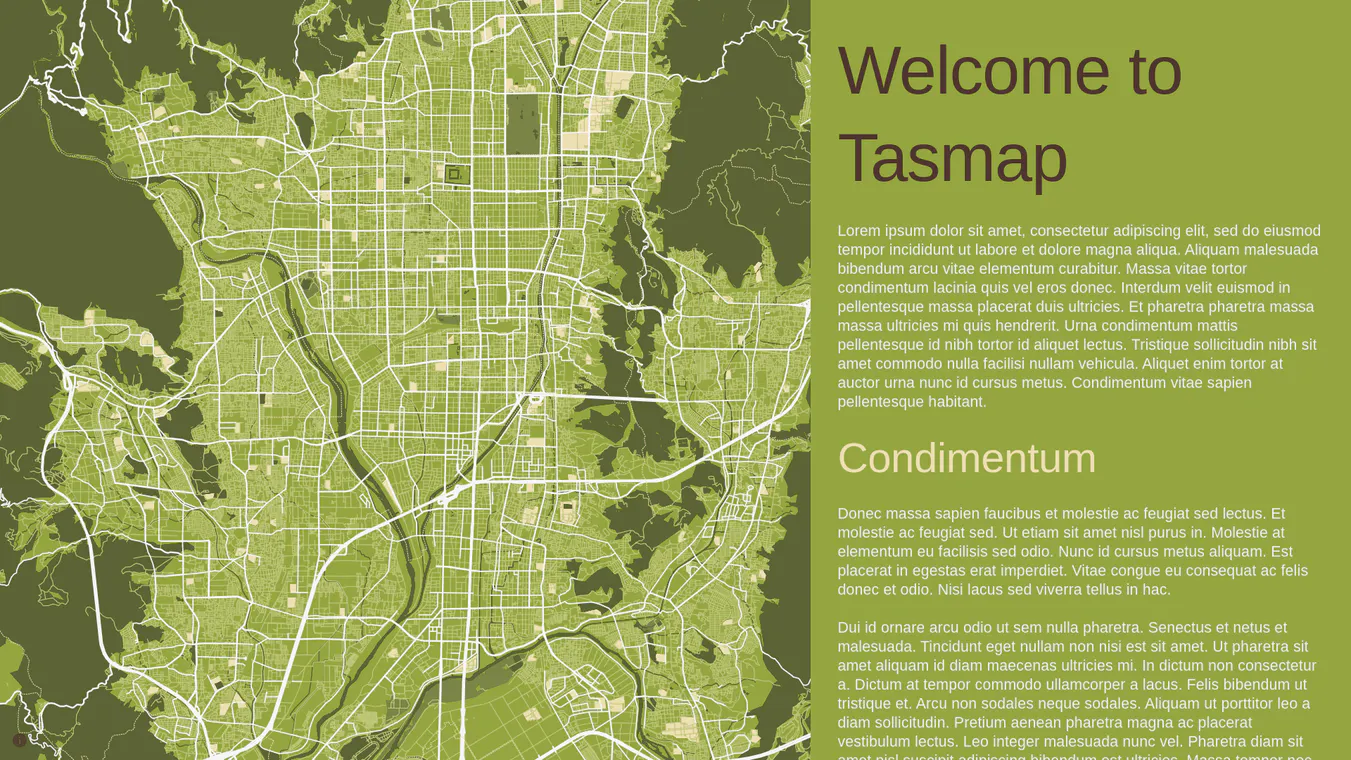 Welcome to
Tasmap
Lorem ipsum dolor sit amet, consectetur adipiscing elit, sed do eiusmod
tempor incididunt ut labore et dolore magna aliqua. Aliquam malesuada
bibendum arcu vitae elementum curabitur. Massa vitae tortor
condimentum lacinia quis vel eros donec. Interdum velit euismod in
pellentesque massa placerat duis ultricies. Et pharetra pharetra massa
massa ultricies mi quis hendrerit. Urna condimentum mattis
pellentesque id nibh tortor id aliquet lectus. Tristique sollicitudin nibh sit
amet commodo nulla facilisi nullam vehicula. Aliquet enim tortor at
auctor urna nunc id cursus metus. Condimentum vitae sapien
pellentesque habitant.
Condimentum
Donec massa sapien faucibus et molestie ac feugiat sed lectus. Et
molestie ac feugiat sed. Ut etiam sit amet nisl purus in. Molestie at
elementum eu facilisis sed odio. Nunc id cursus metus aliquam. Est
placerat in egestas erat imperdiet. Vitae congue eu consequat ac felis
donec et odio. Nisi lacus sed viverra tellus in hac.
Dui id ornare arcu odio ut sem nulla pharetra. Senectus et netus et
malesuada. Tincidunt eget nullam non nisi est sit amet. Ut pharetra sit
amet aliquam id diam maecenas ultricies mi. In dictum non consectetur
a. Dictum at tempor commodo ullamcorper a lacus. Felis bibendum ut
tristique et. Arcu non sodales neque sodales. Aliquam ut porttitor leo a
diam sollicitudin. Pretium aenean pharetra magna ac placerat
vestibulum lectus. Leo integer malesuada nunc vel. Pharetra diam sit
amet nisl suscipit adipiscing bibendum est ultricies. Massa tempor nec